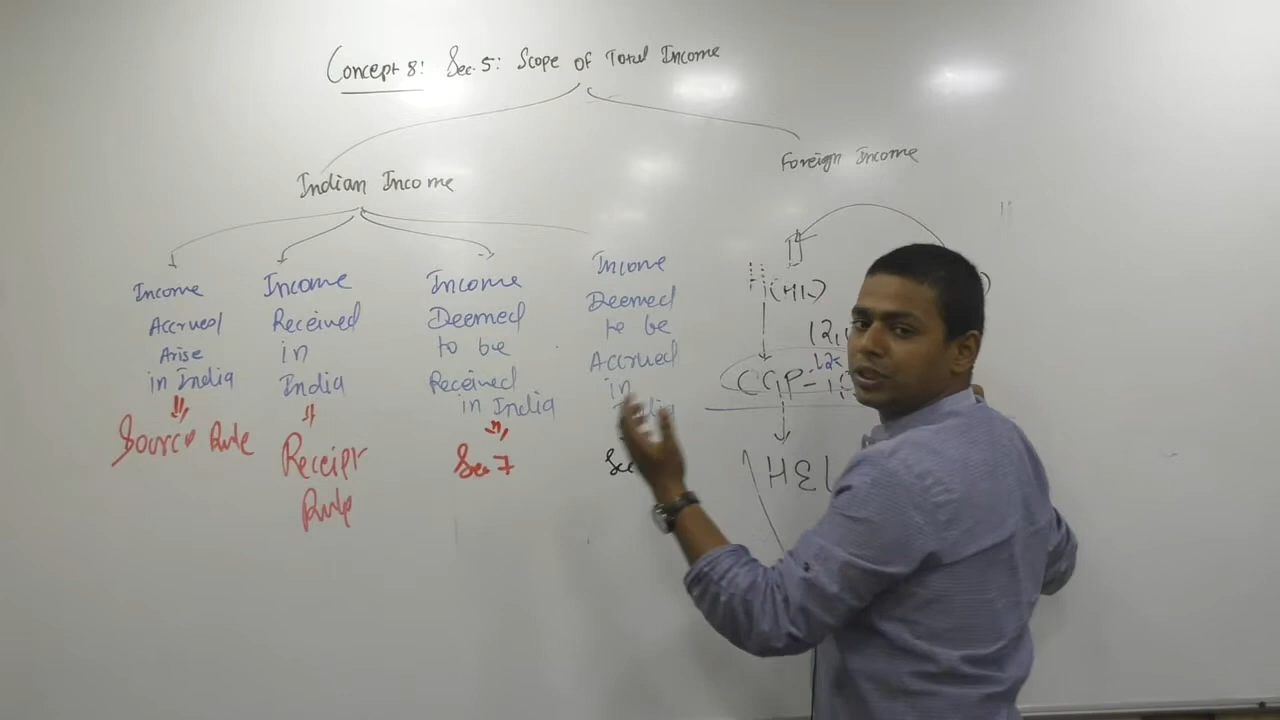 Concept 8: Sec. 5: Scope of Total Income
Indian Income
Foreign Income
Income
Accrued
Arise
in India
Source Rule
Income
Received
in
India
Receipt
Rule
Income
Deemed
to be
Received
in India
Sec 7
Income
Deemed
to be
Accrued
in